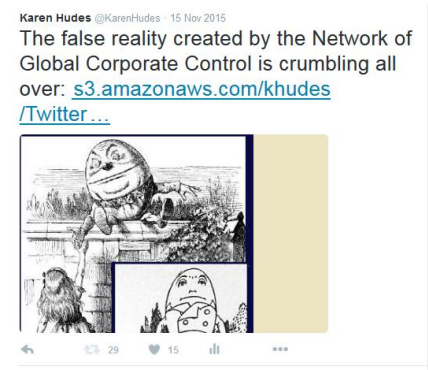 Karen Hudes @KarenHudes · 15 Nov 2015
The false reality created by the Network of
Global Corporate Control is crumbling all
over: s3.amazonaws.com/khudes
/Twitter…
29 15